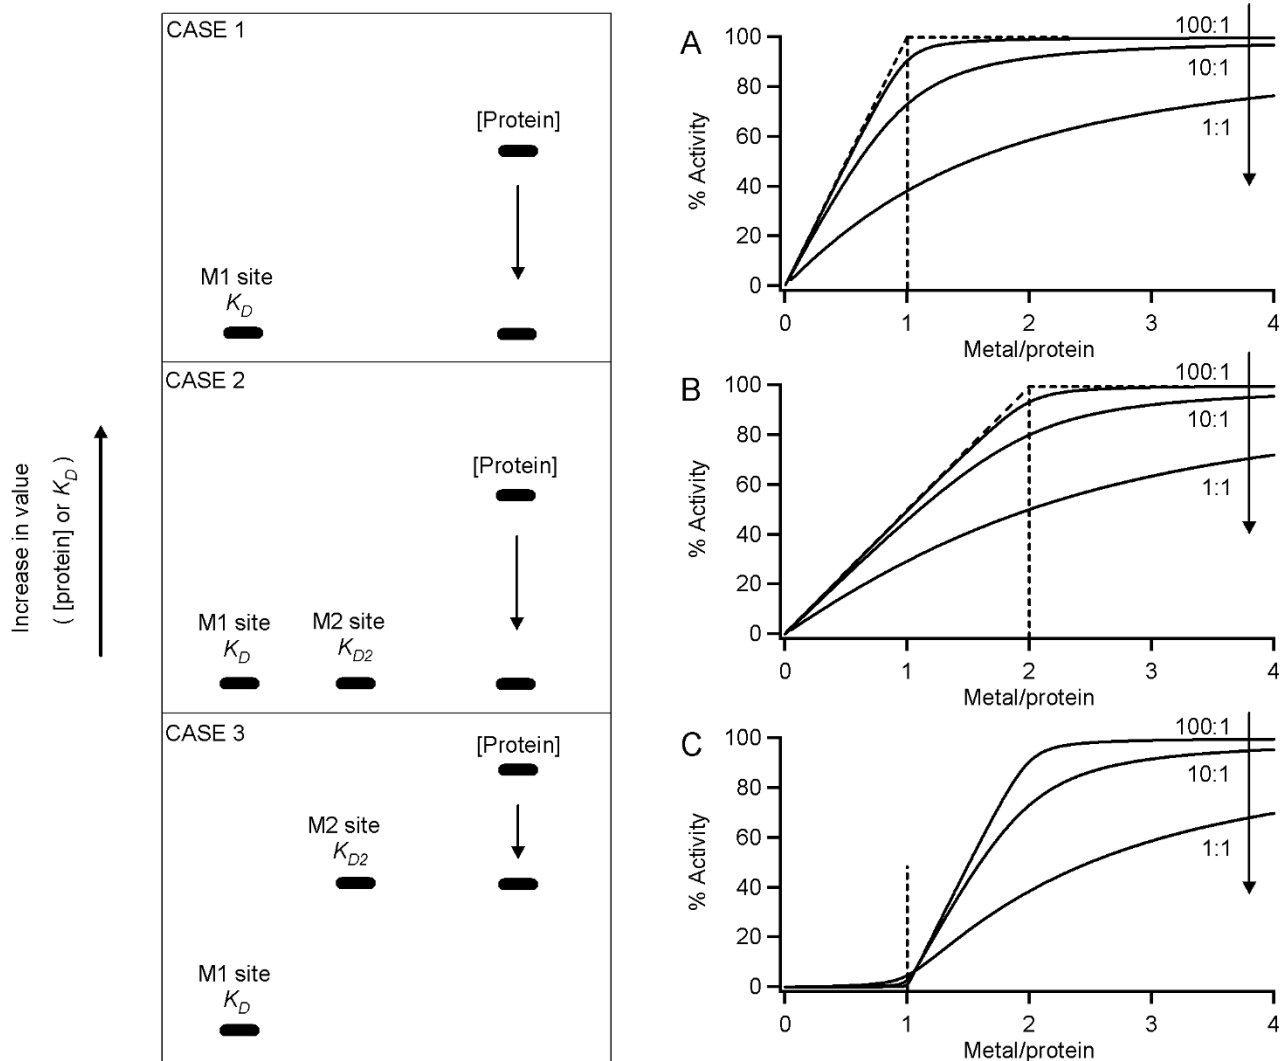 CASE 1
[Protein]
M1 site
K_D
CASE 2
[Protein]
M1 site
K_D
M2 site
K_D2
CASE 3
[Protein]
M2 site
K_D2
M1 site
K_D
Increase in value
( [protein] or K_D )
A
100:1
10:1
1:1
% Activity
100
80
60
40
20
0
0 1 2 3 4
Metal/protein
B
100:1
10:1
1:1
% Activity
100
80
60
40
20
0
0 1 2 3 4
Metal/protein
C
100:1
10:1
1:1
% Activity
100
80
60
40
20
0
0 1 2 3 4
Metal/protein